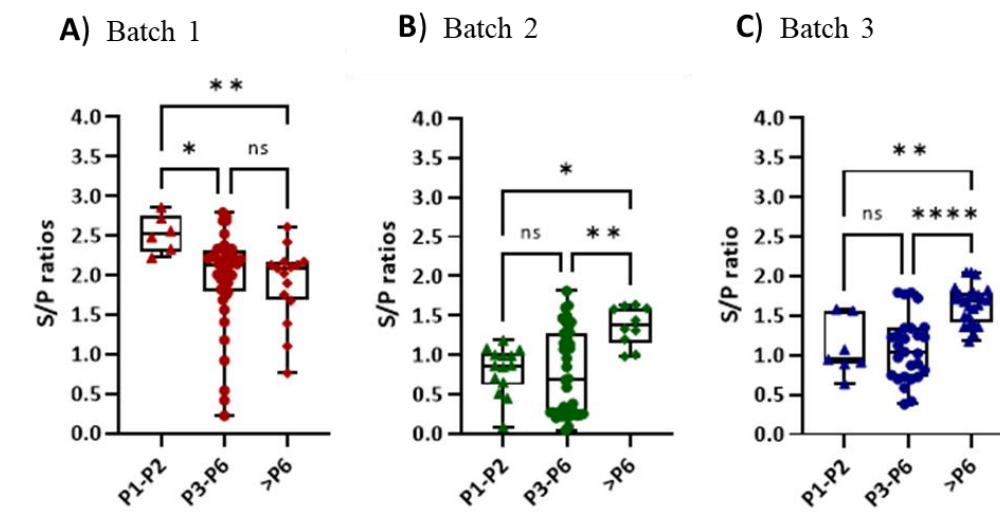 A) Batch 1
B) Batch 2
C) Batch 3
**
* ns
4.0
3.5
3.0
2.5
2.0
1.5
1.0
0.5
0.0
S/P ratios
P1-P2
P3-P6
>P6
*
ns **
4.0
3.5
3.0
2.5
2.0
1.5
1.0
0.5
0.0
S/P ratios
P1-P2
P3-P6
>P6
**
ns ****
4.0
3.5
3.0
2.5
2.0
1.5
1.0
0.5
0.0
S/P ratio
P1-P2
P3-P6
>P6